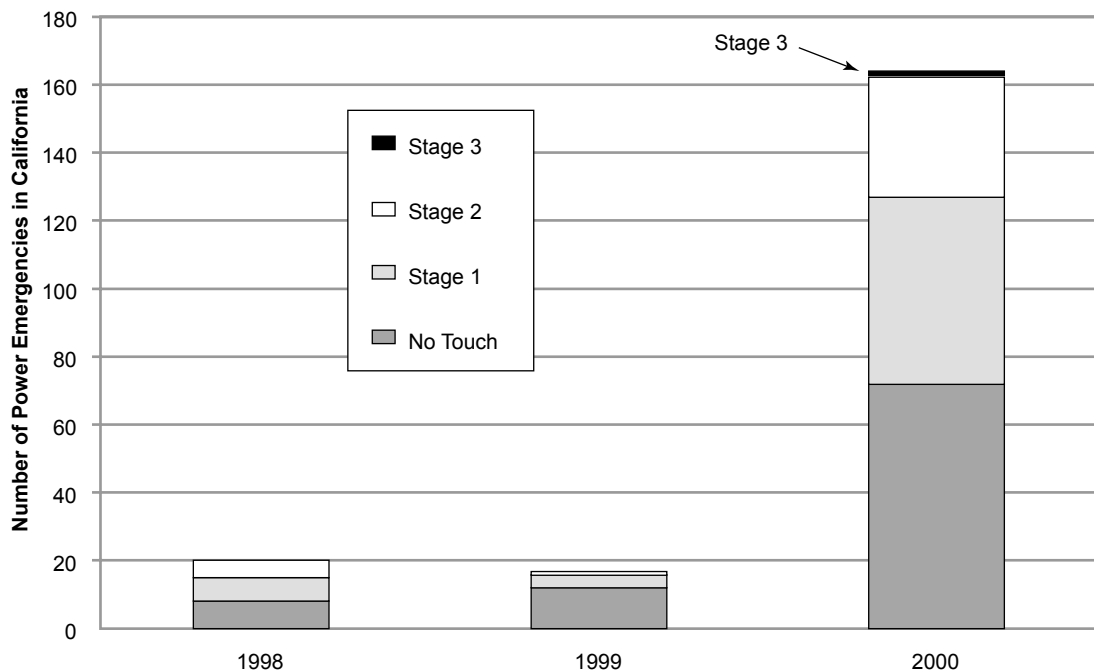 Number of Power Emergencies in California
180
160
140
120
100
80
60
40
20
0
Stage 3
Stage 3
Stage 2
Stage 1
No Touch
1998
1999
2000